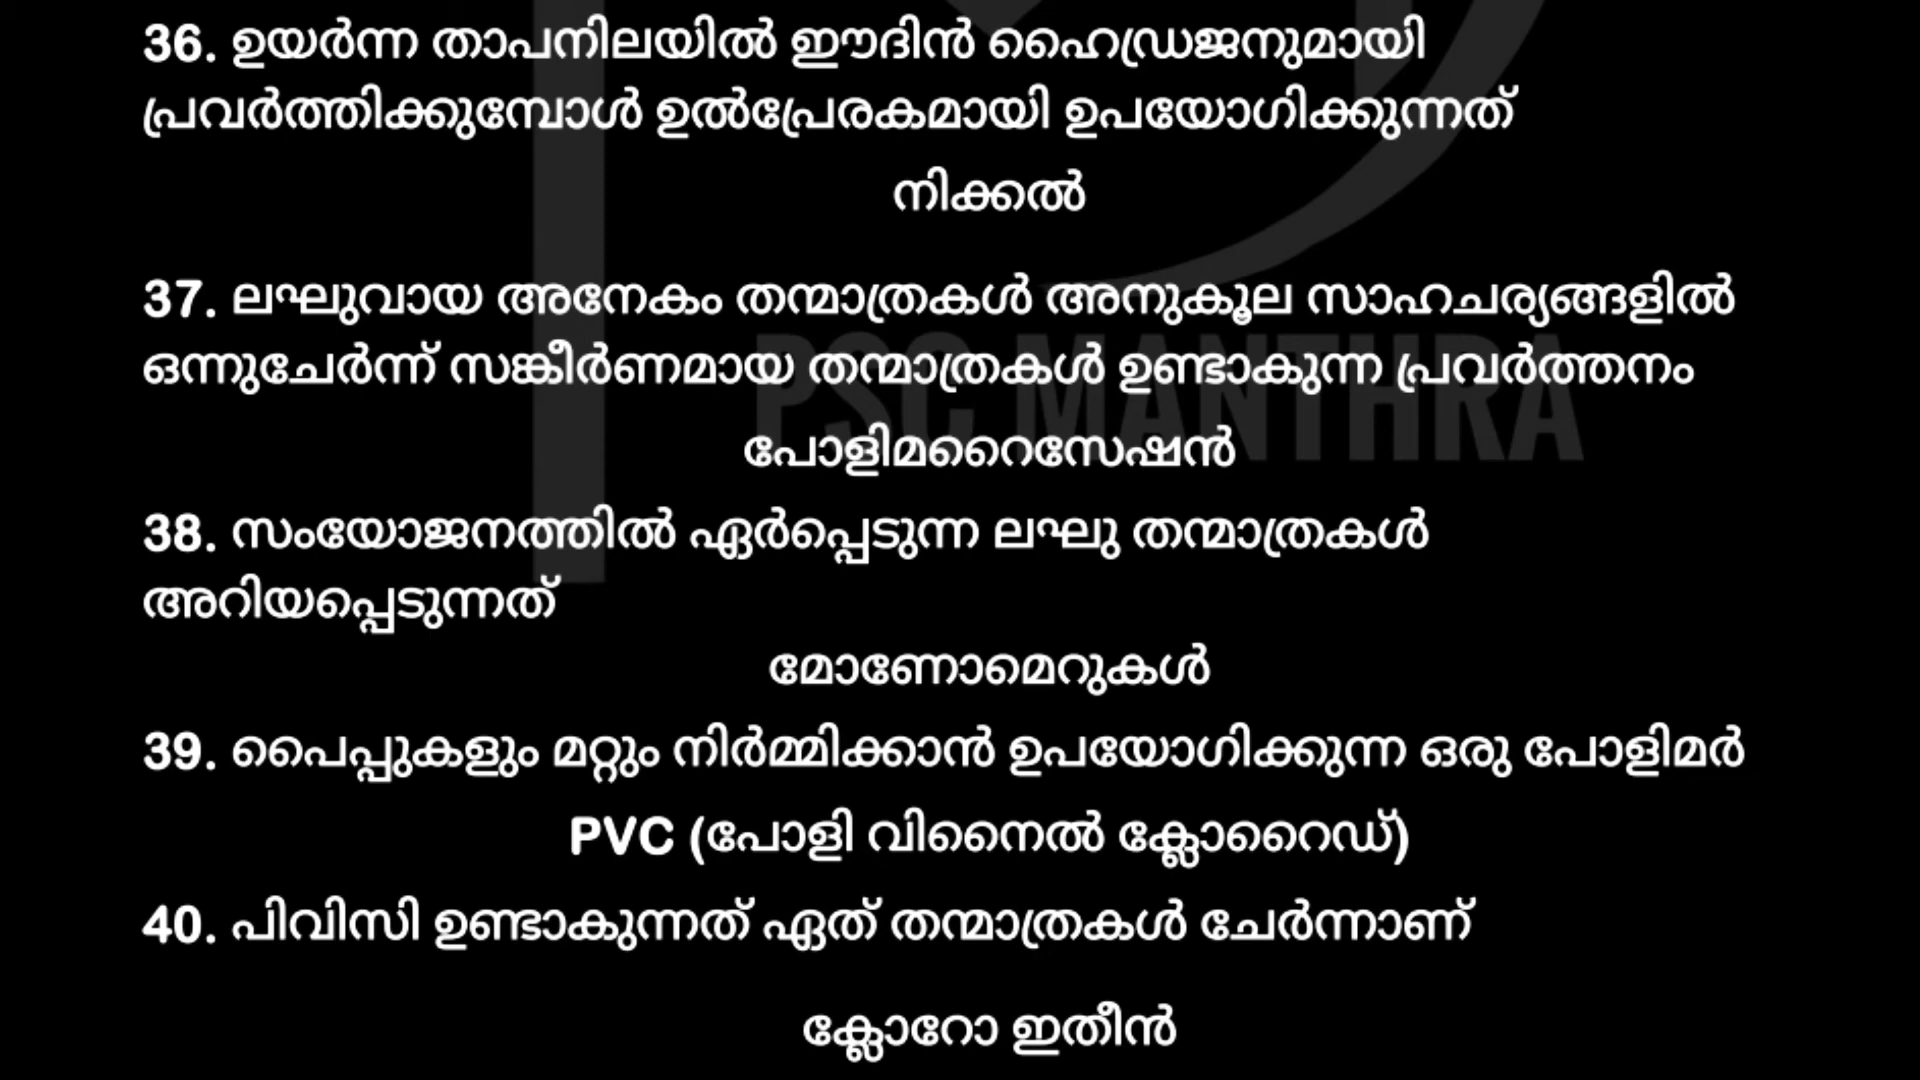 36. ഉയർന്ന താപനിലയിൽ ഈദിൻ ഹൈഡ്രജനുമായി
പ്രവർത്തിക്കുമ്പോൾ ഉൽപ്രേരകമായി ഉപയോഗിക്കുന്നത്
നിക്കൽ
37. ലഘുവായ അനേകം തന്മാത്രകൾ അനുകൂല സാഹചര്യങ്ങളിൽ
ഒന്നുചേർന്ന് സങ്കീർണമായ തന്മാത്രകൾ ഉണ്ടാകുന്ന പ്രവർത്തനം
PSC MANTHRA
പോളിമറൈസേഷൻ
38. സംയോജനത്തിൽ ഏർപ്പെടുന്ന ലഘു തന്മാത്രകൾ
അറിയപ്പെടുന്നത്
മോണോമെറുകൾ
39. പൈപ്പുകളും മറ്റും നിർമ്മിക്കാൻ ഉപയോഗിക്കുന്ന ഒരു പോളിമർ
PVC (പോളി വിനൈൽ ക്ലോറൈഡ്)
40. പിവിസി ഉണ്ടാകുന്നത് ഏത് തന്മാത്രകൾ ചേർന്നാണ്
ക്ലോറോ ഇതീൻ